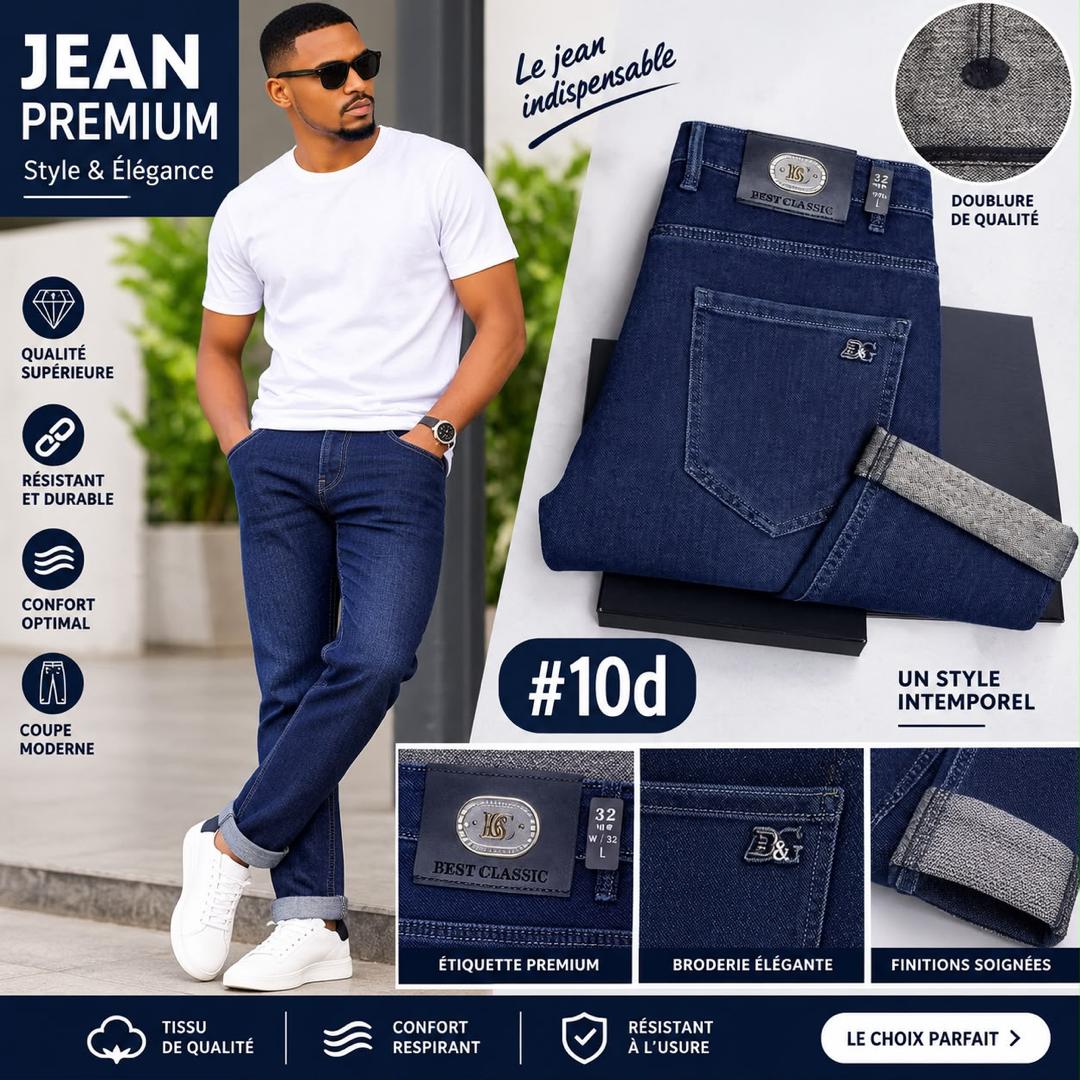 JEAN
PREMIUM
Style & Élégance
Le jean
indispensable
BEST CLASSIC
32
L
D&G
DOUBLURE
DE QUALITÉ
QUALITÉ
SUPÉRIEURE
RÉSISTANT
ET DURABLE
CONFORT
OPTIMAL
COUPE
MODERNE
#10d
UN STYLE
INTEMPOREL
BEST CLASSIC
32
W / 32
L
ÉTIQUETTE PREMIUM
D&G
BRODERIE ÉLÉGANTE
FINITIONS SOIGNÉES
TISSU
DE QUALITÉ
CONFORT
RESPIRANT
RÉSISTANT
À L'USURE
LE CHOIX PARFAIT